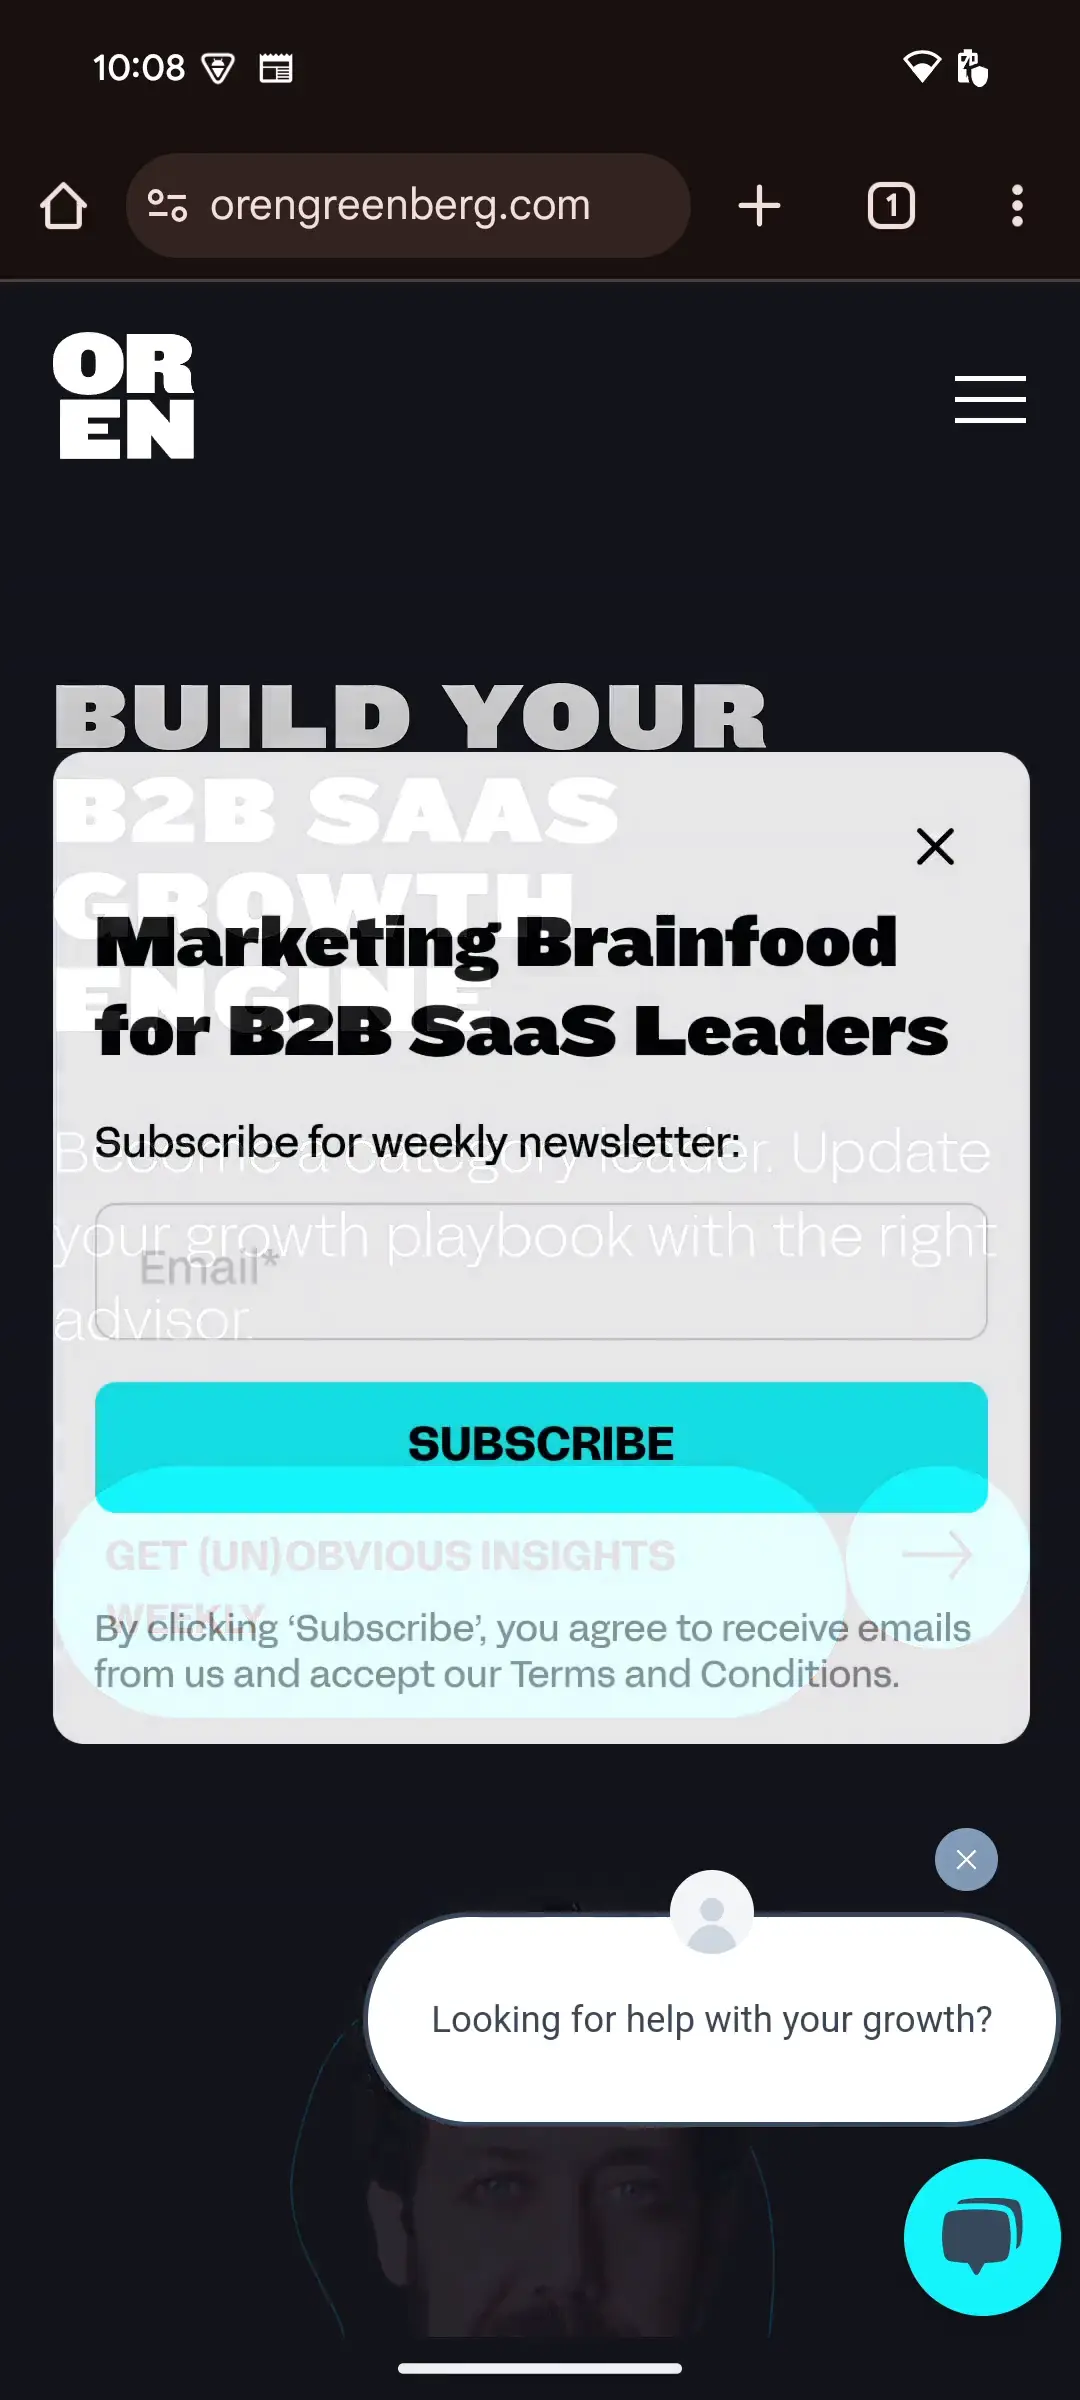 10:08
orengreenberg.com
1
OR
EN
BUILD YOUR
B2B SAAS
GROWTH
ENGINE
Marketing Brainfood
for B2B SaaS Leaders
Subscribe for weekly newsletter:
Become a category leader. Update
your growth playbook with the right
advisor.
Email*
SUBSCRIBE
GET (UN)OBVIOUS INSIGHTS
WEEKLY
By clicking ‘Subscribe’, you agree to receive emails
from us and accept our Terms and Conditions.
Looking for help with your growth?